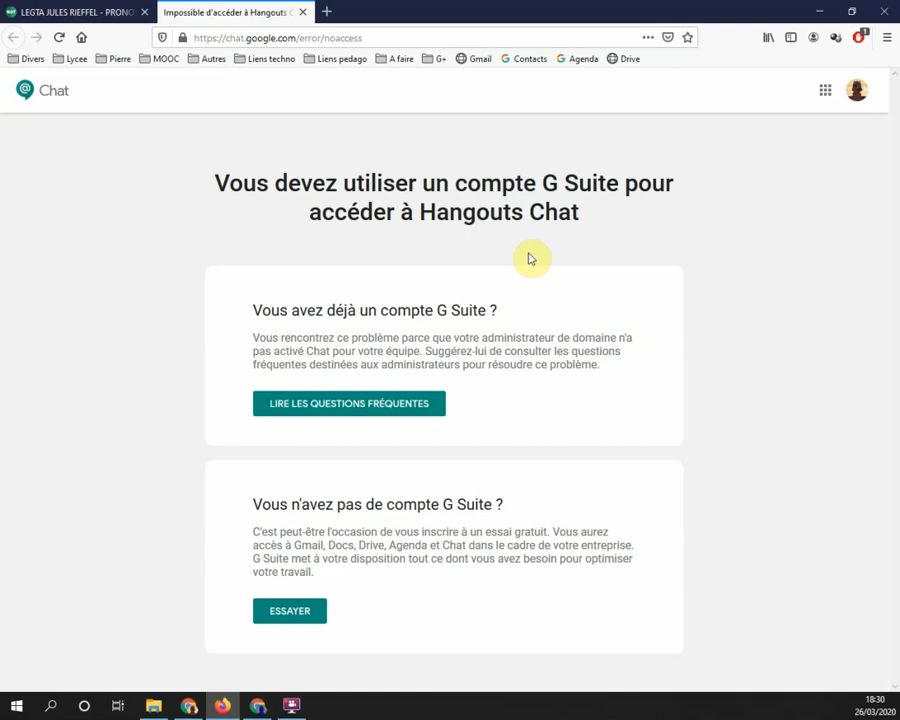 LEGTA JULES RIEFFEL - PRONOT
Impossible d'accéder à Hangouts C
https://chat.google.com/error/noaccess
Divers Lycee Pierre MOOC Autres Liens techno Liens pedago A faire G+ Gmail Contacts Agenda Drive
Chat
Vous devez utiliser un compte G Suite pour
accéder à Hangouts Chat
Vous avez déjà un compte G Suite ?
Vous rencontrez ce problème parce que votre administrateur de domaine n'a
pas activé Chat pour votre équipe. Suggérez-lui de consulter les questions
fréquentes destinées aux administrateurs pour résoudre ce problème.
LIRE LES QUESTIONS FRÉQUENTES
Vous n'avez pas de compte G Suite ?
C'est peut-être l'occasion de vous inscrire à un essai gratuit. Vous aurez
accès à Gmail, Docs, Drive, Agenda et Chat dans le cadre de votre entreprise.
G Suite met à votre disposition tout ce dont vous avez besoin pour optimiser
votre travail.
ESSAYER
18:30
26/03/2020